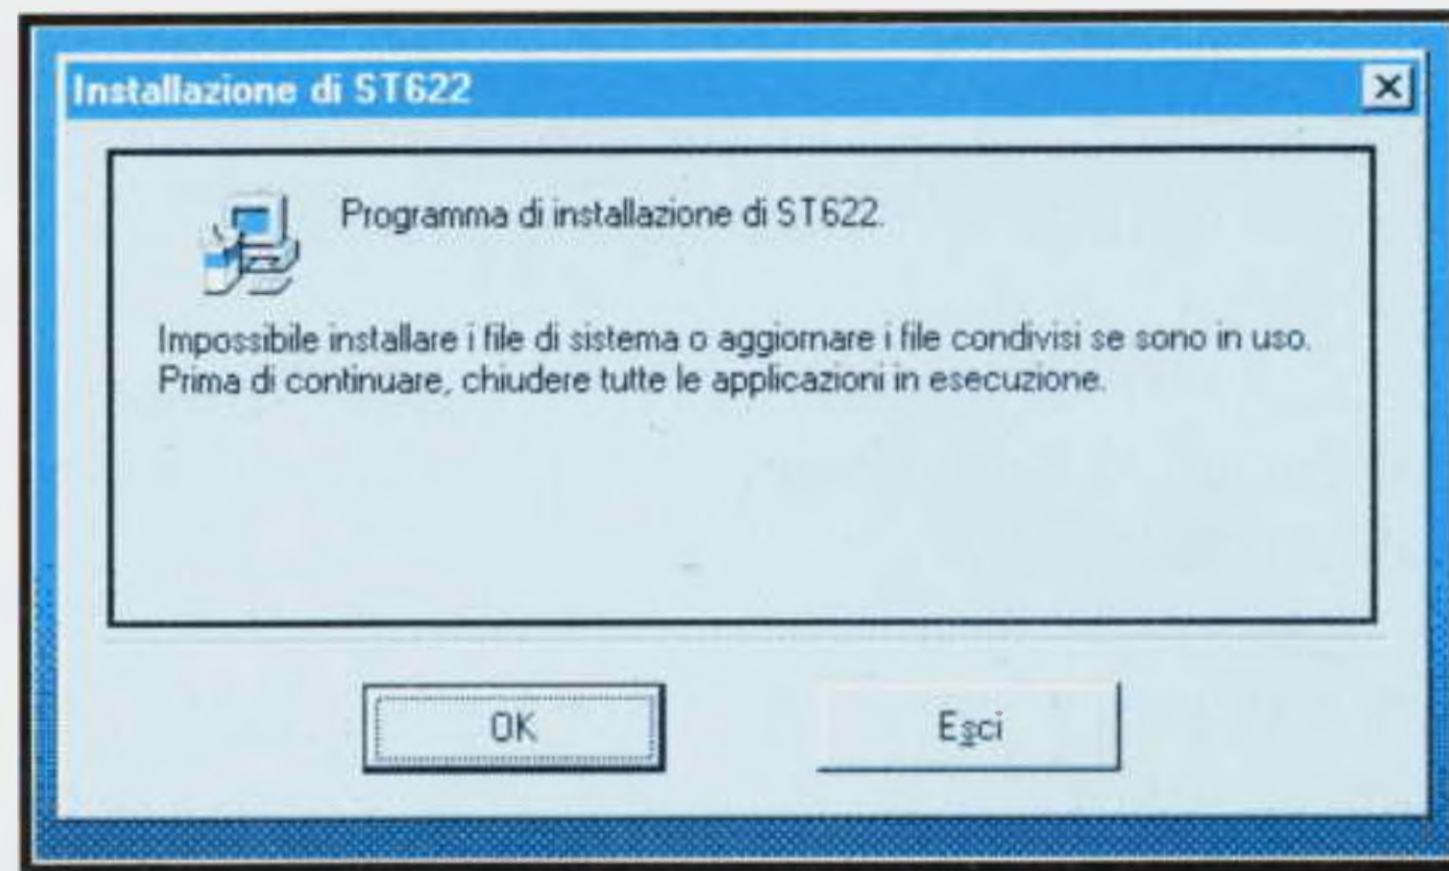 Installazione di ST622
Programma di installazione di ST622.
Impossibile installare i file di sistema o aggiornare i file condivisi se sono in uso.
Prima di continuare, chiudere tutte le applicazioni in esecuzione.
OK
Esci